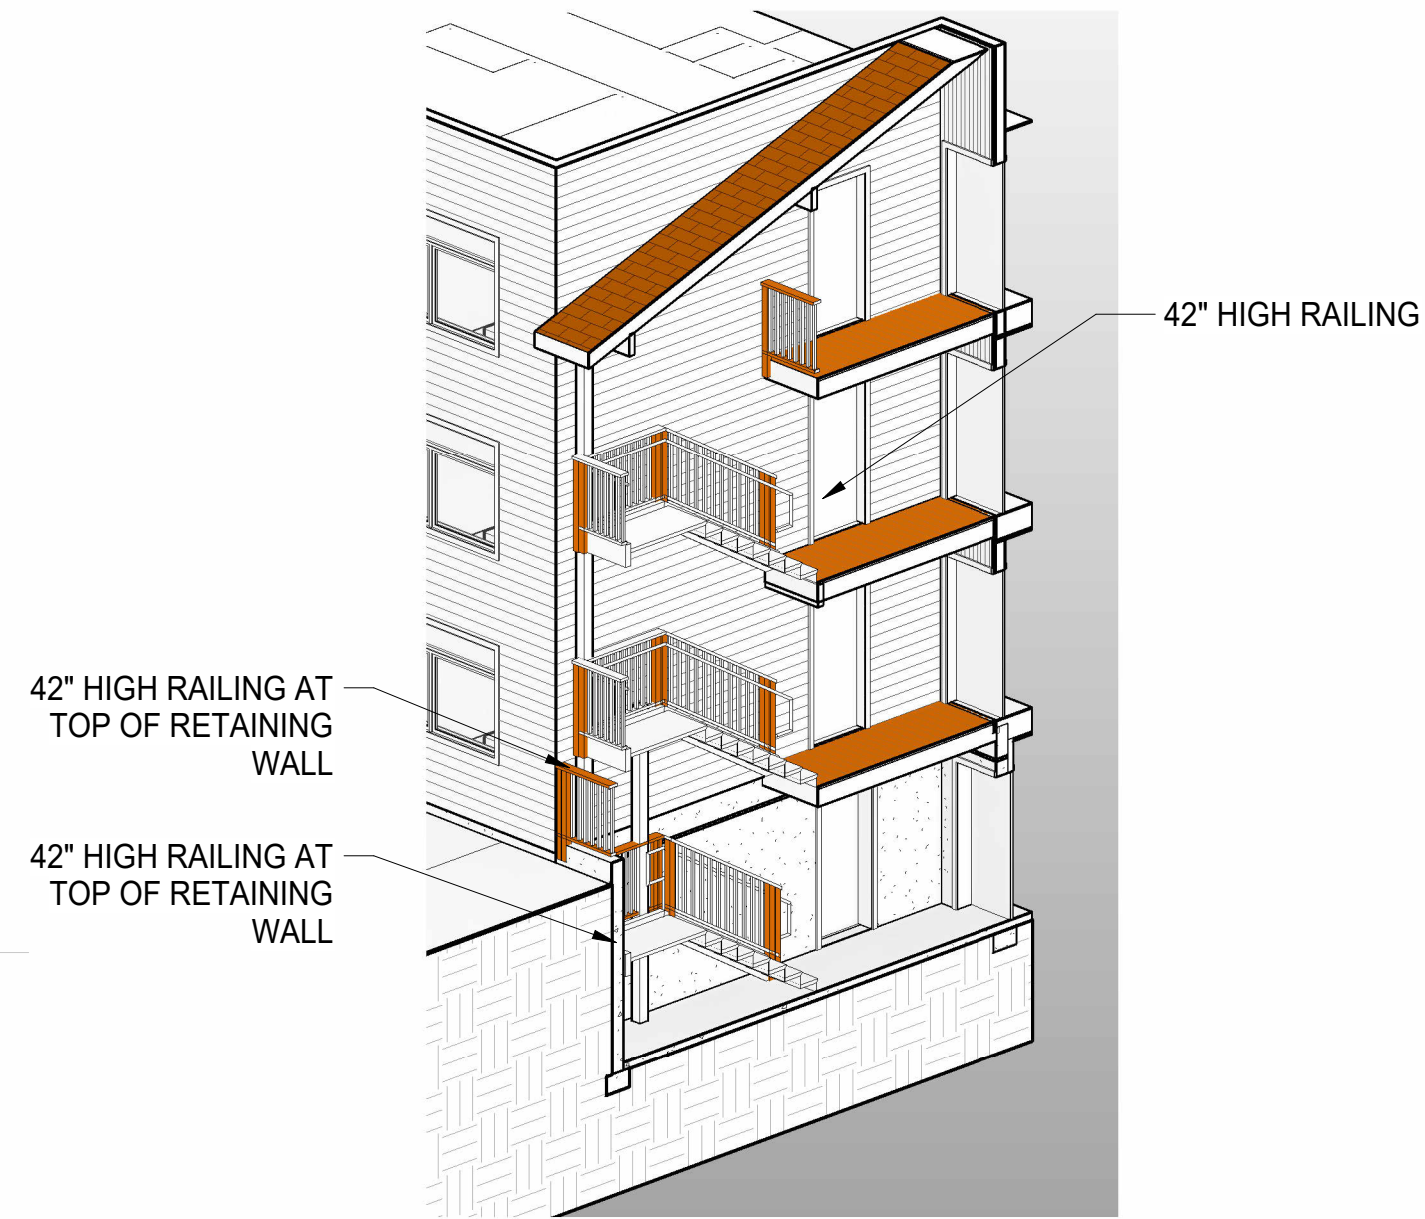 42" HIGH RAILING
42" HIGH RAILING AT
TOP OF RETAINING
WALL
42" HIGH RAILING AT
TOP OF RETAINING
WALL